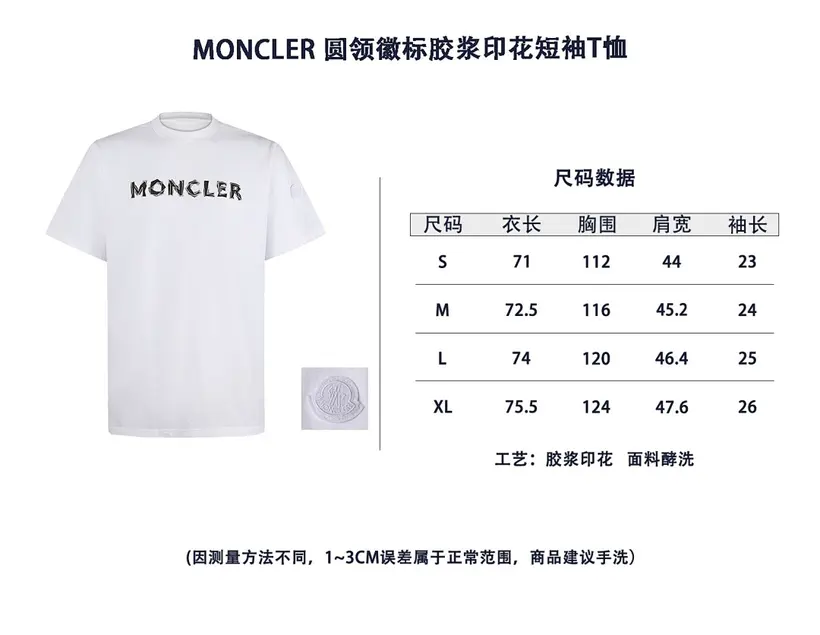 MONCLER 圆领徽标胶浆印花短袖T恤
MONCLER
尺码数据
尺码 衣长 胸围 肩宽 袖长
S 71 112 44 23
M 72.5 116 45.2 24
L 74 120 46.4 25
XL 75.5 124 47.6 26
工艺：胶浆印花 面料酵洗
(因测量方法不同，1~3CM误差属于正常范围，商品建议手洗)